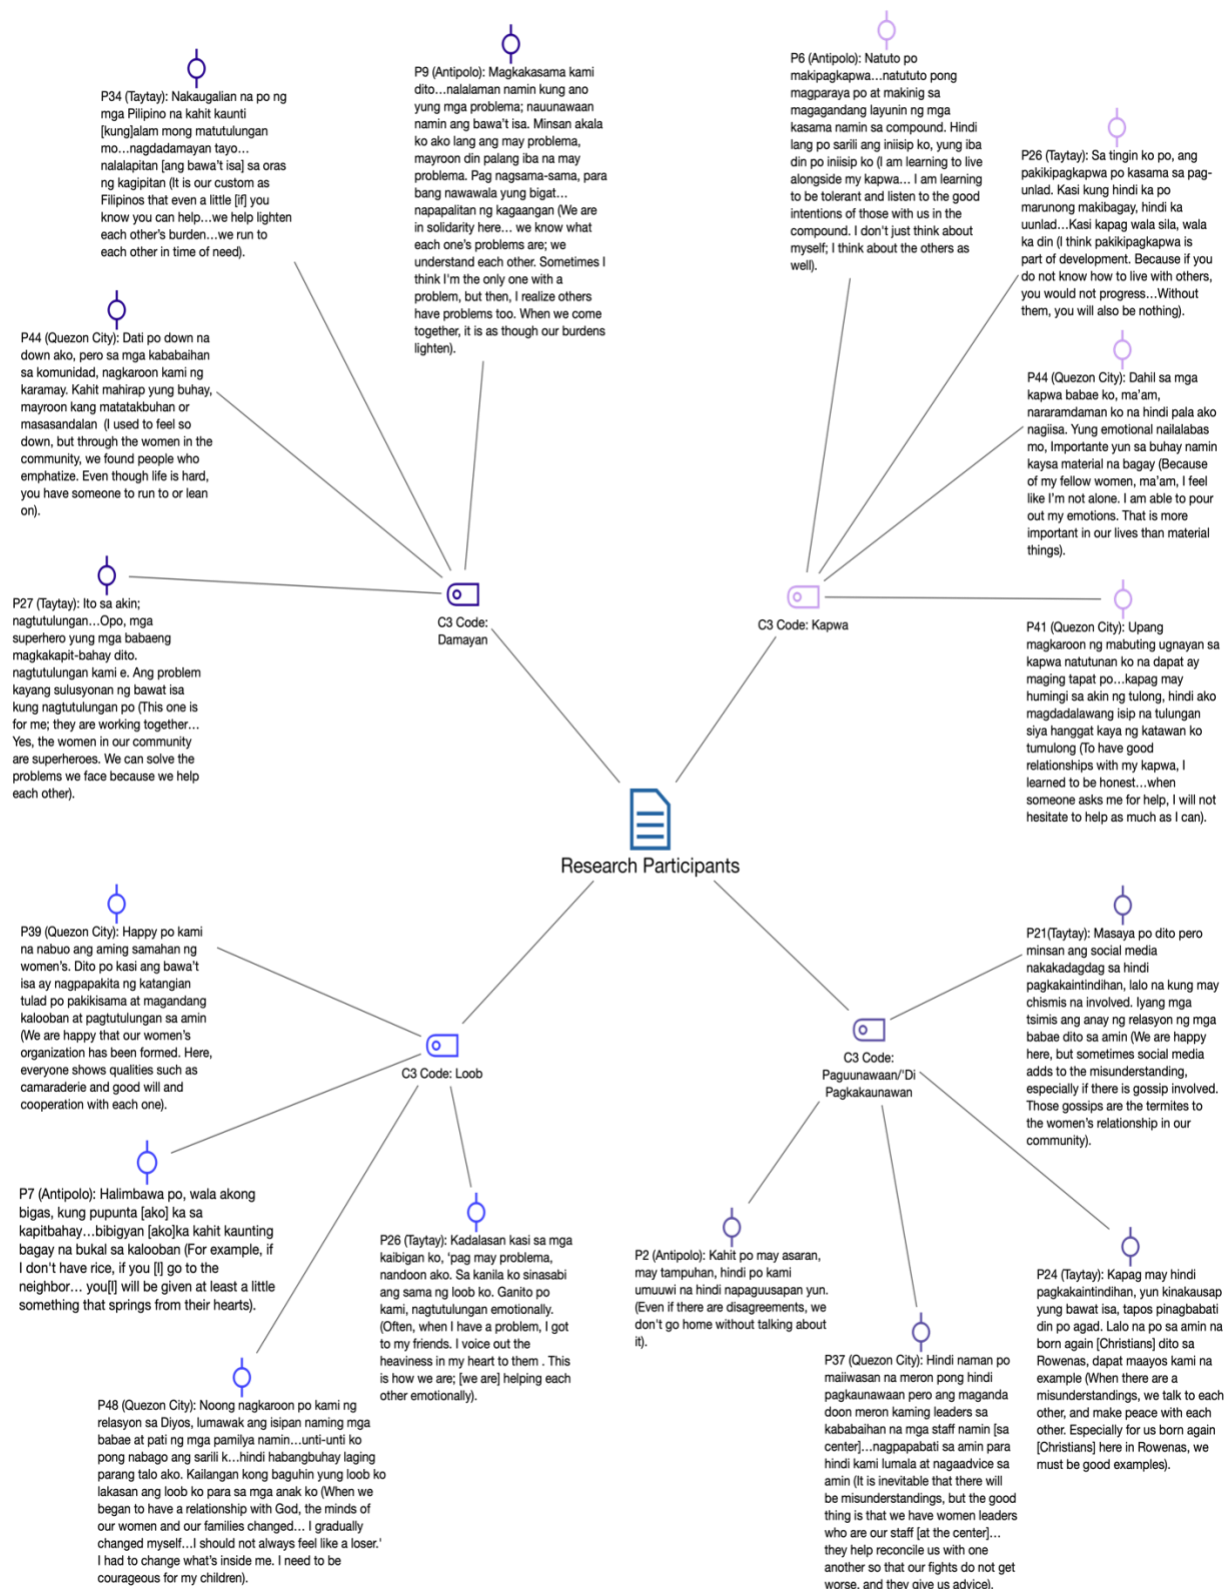 P34 (Taytay): Nakaugalian na po ng
mga Pilipino na kahit kaunti
[kung]alam mong matutulungan
mo…nagdadamayan tayo…
nalalapitan [ang bawa't isa] sa oras
ng kagipitan (It is our custom as
Filipinos that even a little [if] you
know you can help…we help lighten
each other's burden…we run to
each other in time of need).
P9 (Antipolo): Magkakasama kami
dito…nalalaman namin kung ano
yung mga problema; nauunawaan
namin ang bawa't isa. Minsan akala
ko ako lang ang may problema,
mayroon din palang iba na may
problema. Pag nagsama-sama, para
bang nawawala yung bigat…
napapalitan ng kagaangan (We are
in solidarity here… we know what
each one's problems are; we
understand each other. Sometimes I
think I'm the only one with a
problem, but then, I realize others
have problems too. When we come
together, it is as though our burdens
lighten).
P6 (Antipolo): Natuto po
makipagkapwa…natututo pong
magparaya po at makinig sa
magagandang layunin ng mga
kasama namin sa compound. Hindi
lang po sarili ang iniisip ko, yung iba
din po iniisip ko (I am learning to live
alongside my kapwa… I am learning
to be tolerant and listen to the good
intentions of those with us in the
compound. I don't just think about
myself; I think about the others as
well).
P26 (Taytay): Sa tingin ko po, ang
pakikipagkapwa po kasama sa pag-
unlad. Kasi kung hindi ka po
marunong makibagay, hindi ka
uunlad…Kasi kapag wala sila, wala
ka din (I think pakikipagkapwa is
part of development. Because if you
do not know how to live with others,
you would not progress…Without
them, you will also be nothing).
P44 (Quezon City): Dati po down na
down ako, pero sa mga kababaihan
sa komunidad, nagkaroon kami ng
karamay. Kahit mahirap yung buhay,
mayroon kang matatakbuhan or
masasandalan (I used to feel so
down, but through the women in the
community, we found people who
emphatize. Even though life is hard,
you have someone to run to or lean
on).
P44 (Quezon City): Dahil sa mga
kapwa babae ko, ma'am,
nararamdaman ko na hindi pala ako
nagiisa. Yung emotional nailalabas
mo, Importante yun sa buhay namin
kaysa material na bagay (Because
of my fellow women, ma'am, I feel
like I'm not alone. I am able to pour
out my emotions. That is more
important in our lives than material
things).
P27 (Taytay): Ito sa akin;
nagtutulungan…Opo, mga
superhero yung mga babaeng
magkakapit-bahay dito.
nagtutulungan kami e. Ang problem
kayang sulusyonan ng bawat isa
kung nagtutulungan po (This one is
for me; they are working together…
Yes, the women in our community
are superheroes. We can solve the
problems we face because we help
each other).
C3 Code:
Damayan
C3 Code: Kapwa
P41 (Quezon City): Upang
magkaroon ng mabuting ugnayan sa
kapwa natutunan ko na dapat ay
maging tapat po…kapag may
humingi sa akin ng tulong, hindi ako
magdadalawang isip na tulungan
siya hanggat kaya ng katawan ko
tumulong (To have good
relationships with my kapwa, I
learned to be honest…when
someone asks me for help, I will not
hesitate to help as much as I can).
Research Participants
P39 (Quezon City): Happy po kami
na nabuo ang aming samahan ng
women's. Dito po kasi ang bawa't
isa ay nagpapakita ng katangian
tulad po pakikisama at magandang
kalooban at pagtutulungan sa amin
(We are happy that our women's
organization has been formed. Here,
everyone shows qualities such as
camaraderie and good will and
cooperation with each one).
C3 Code: Loob
C3 Code:
Paguunawaan/'Di
Pagkakaunawan
P21(Taytay): Masaya po dito pero
minsan ang social media
nakakadagdag sa hindi
pagkakaintindihan, lalo na kung may
chismis na involved. Iyang mga
tsimis ang anay ng relasyon ng mga
babae dito sa amin (We are happy
here, but sometimes social media
adds to the misunderstanding,
especially if there is gossip involved.
Those gossips are the termites to
the women's relationship in our
community).
P7 (Antipolo): Halimbawa po, wala akong
bigas, kung pupunta [ako] ka sa
kapitbahay…bibigyan [ako]ka kahit kaunting
bagay na bukal sa kalooban (For example, if
I don't have rice, if you [I] go to the
neighbor… you[I] will be given at least a little
something that springs from their hearts).
P26 (Taytay): Kadalasan kasi sa mga
kaibigan ko, 'pag may problema,
nandoon ako. Sa kanila ko sinasabi
ang sama ng loob ko. Ganito po
kami, nagtutulungan emotionally.
(Often, when I have a problem, I got
to my friends. I voice out the
heaviness in my heart to them . This
is how we are; [we are] helping each
other emotionally).
P2 (Antipolo): Kahit po may asaran,
may tampuhan, hindi po kami
umuuwi na hindi napaguusapan yun.
(Even if there are disagreements, we
don't go home without talking about
it).
P24 (Taytay): Kapag may hindi
pagkakaintindihan, yun kinakausap
yung bawat isa, tapos pinagbabati
din po agad. Lalo na po sa amin na
born again [Christians] dito sa
Rowenas, dapat maayos kami na
example (When there are a
misunderstandings, we talk to each
other, and make peace with each
other. Especially for us born again
[Christians] here in Rowenas, we
must be good examples).
P37 (Quezon City): Hindi naman po
maiiwasan na meron pong hindi
pagkaunawaan pero ang maganda
doon meron kaming leaders sa
kababaihan na mga staff namin [sa
center]…nagpapabati sa amin para
hindi kami lumala at nagaadvice sa
amin (It is inevitable that there will
be misunderstandings, but the good
thing is that we have women leaders
who are our staff [at the center]…
they help reconcile us with one
another so that our fights do not get
worse, and they give us advice).
P48 (Quezon City): Noong nagkaroon po kami ng
relasyon sa Diyos, lumawak ang isipan naming mga
babae at pati ng mga pamilya namin…unti-unti ko
pong nabago ang sarili k…hindi habangbuhay laging
parang talo ako. Kailangan kong baguhin yung loob ko
lakasan ang loob ko para sa mga anak ko (When we
began to have a relationship with God, the minds of
our women and our families changed… I gradually
changed myself…I should not always feel like a loser.'
I had to change what's inside me. I need to be
courageous for my children).